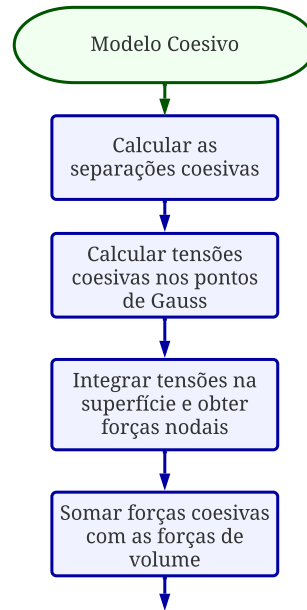 Modelo Coesivo
Calcular as
separações coesivas
Calcular tensões
coesivas nos pontos
de Gauss
Integrar tensões na
superfície e obter
forças nodais
Somar forças coesivas
com as forças de
volume